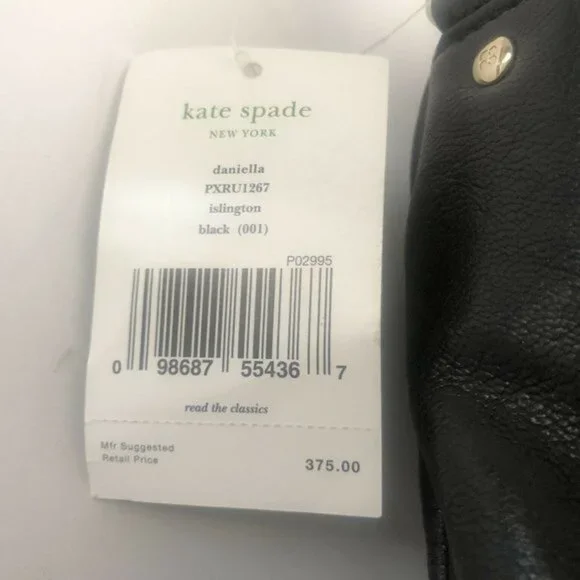 kate spade
NEW YORK
daniella
PXRU1267
islington
black (001)
P02995
0 98687 55436 7
read the classics
Mfr Suggested
Retail Price
375.00